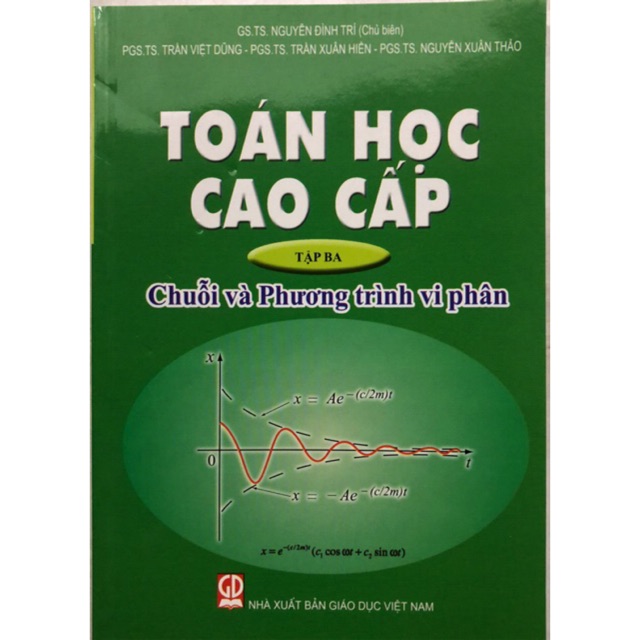 GS.TS. NGUYỄN ĐÌNH TRÍ (Chủ biên)
PGS.TS. TRẦN VIỆT DŨNG - PGS.TS. TRẦN XUÂN HIỂN - PGS.TS. NGUYỄN XUÂN THẢO
TOÁN HỌC
CAO CẤP
TẬP BA
Chuỗi và Phương trình vi phân
x
x = Ae^{-(c/2m)t}
0
t
x = -Ae^{-(c/2m)t}
x = e^{-(c/2m)t} (c₁ cos ωt + c₂ sin ωt)
GD
NHÀ XUẤT BẢN GIÁO DỤC VIỆT NAM